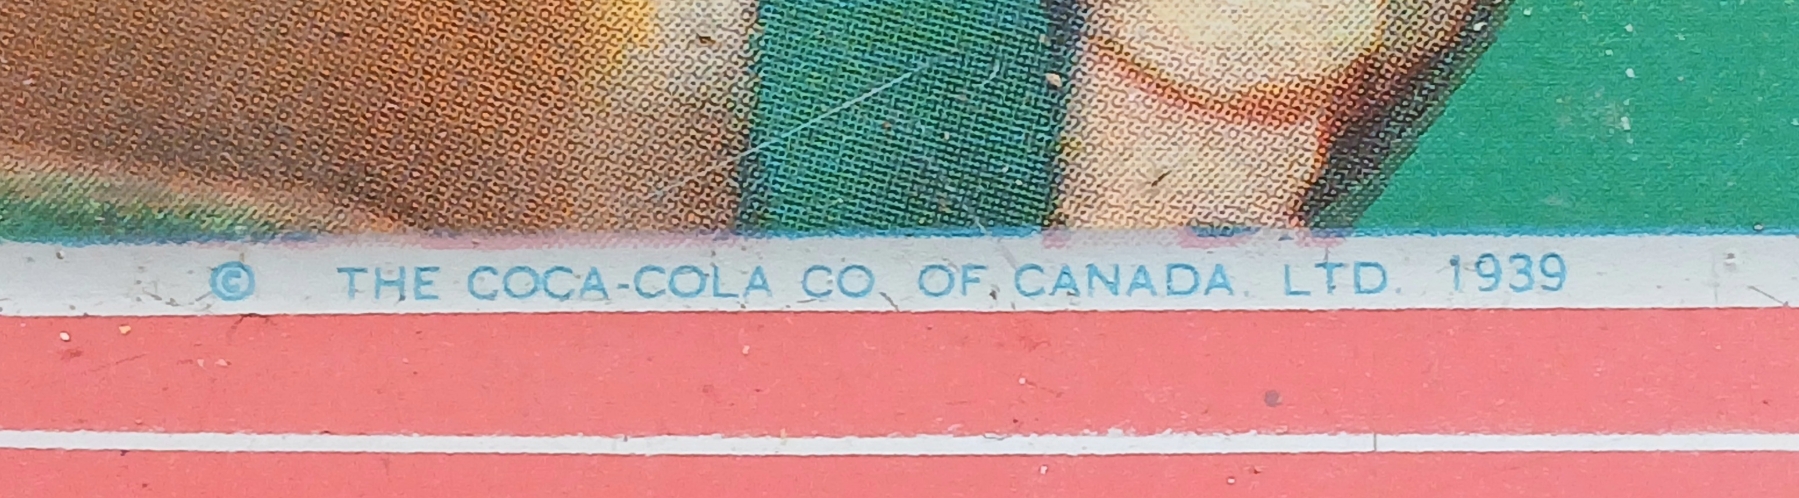 © THE COCA-COLA CO. OF CANADA. LTD. 1939